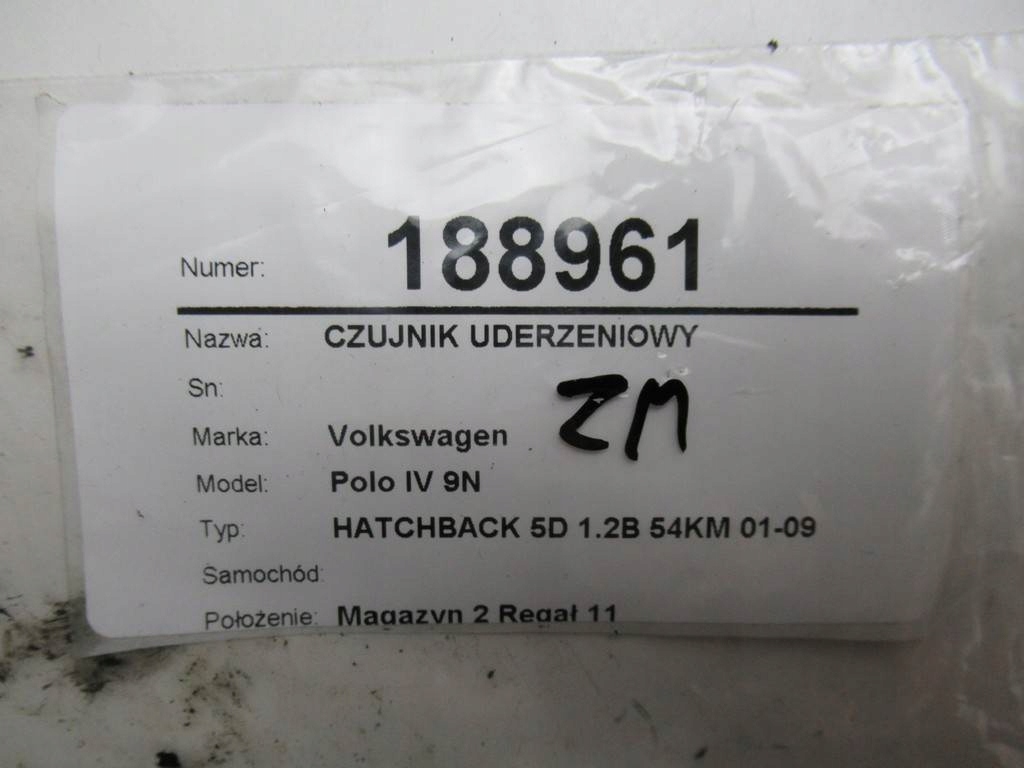 Numer: 188961
Nazwa: CZUJNIK UDERZENIOWY
Sn:
ZM
Marka: Volkswagen
Model: Polo IV 9N
Typ: HATCHBACK 5D 1.2B 54KM 01-09
Samochód:
Położenie: Magazyn 2 Regał 11